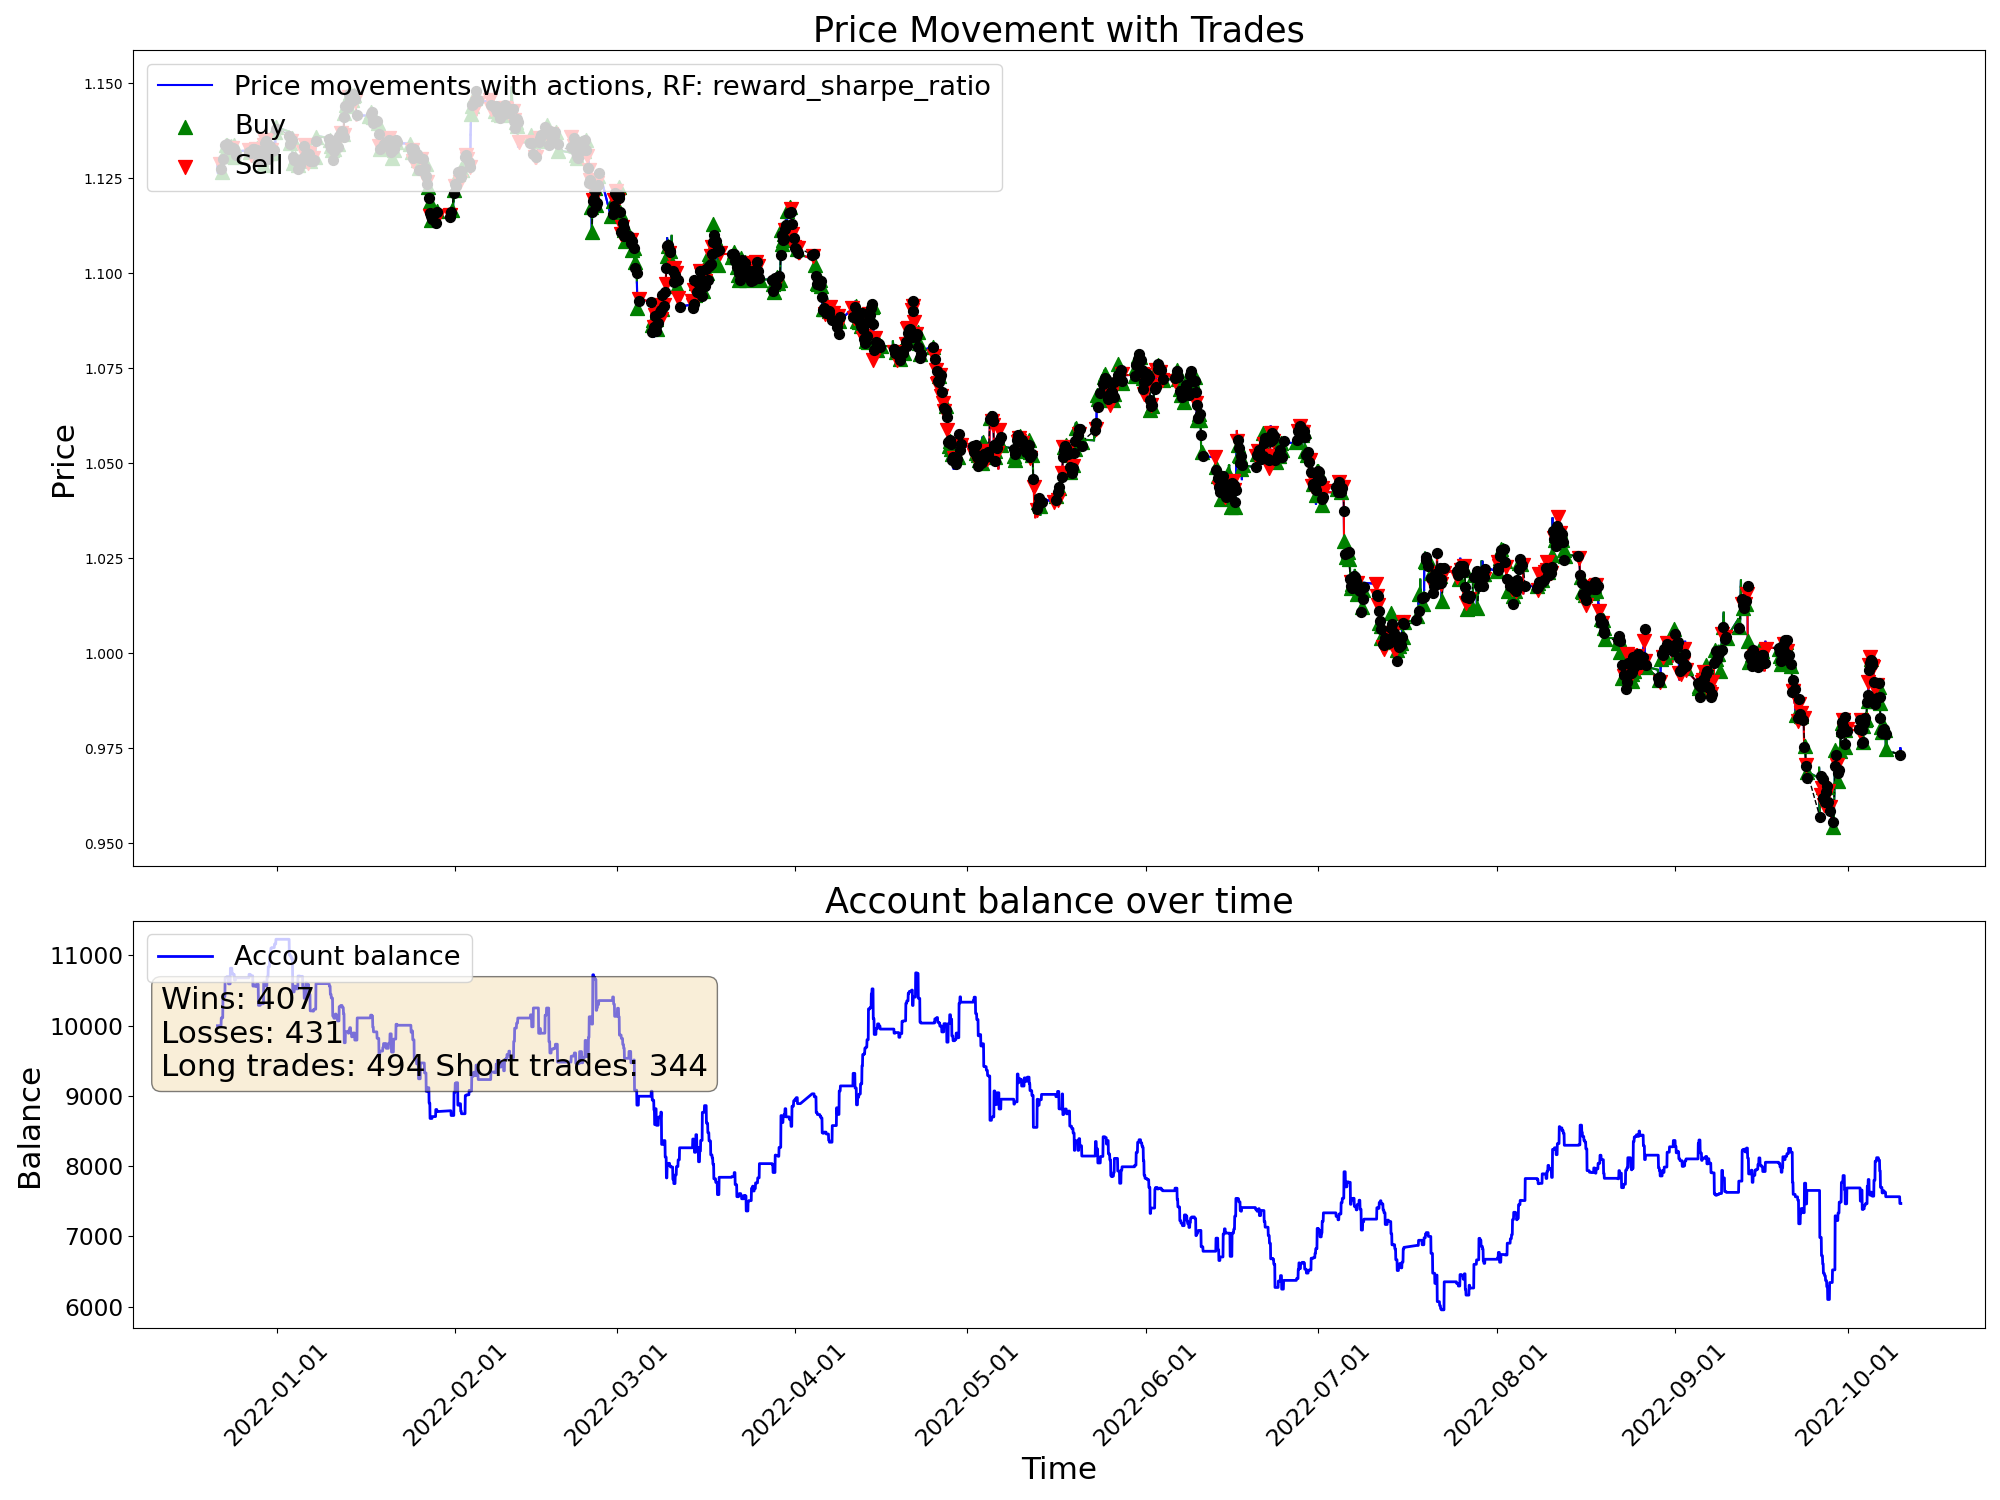 Price Movement with Trades
Price movements with actions, RF: reward_sharpe_ratio
Buy
Sell
Price
1.150
1.125
1.100
1.075
1.050
1.025
1.000
0.975
0.950
Account balance over time
Account balance
Wins: 407
Losses: 431
Long trades: 494 Short trades: 344
Balance
11000
10000
9000
8000
7000
6000
2022-01-01
2022-02-01
2022-03-01
2022-04-01
2022-05-01
2022-06-01
2022-07-01
2022-08-01
2022-09-01
2022-10-01
Time